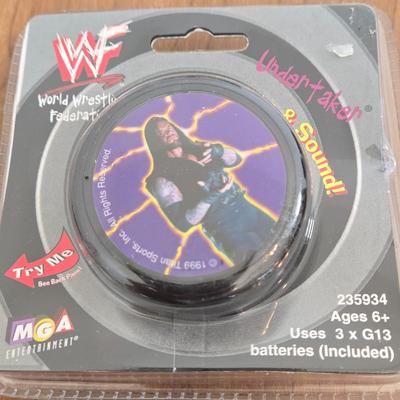 WF
World Wrestl
Federati
Undertaker
& Sound!
© 1999 Titan Sports, Inc. All Rights Reserved.
Try Me
See Back Panel
MGA
ENTERTAINMENT
235934
Ages 6+
Uses 3 x G13
batteries (Included)